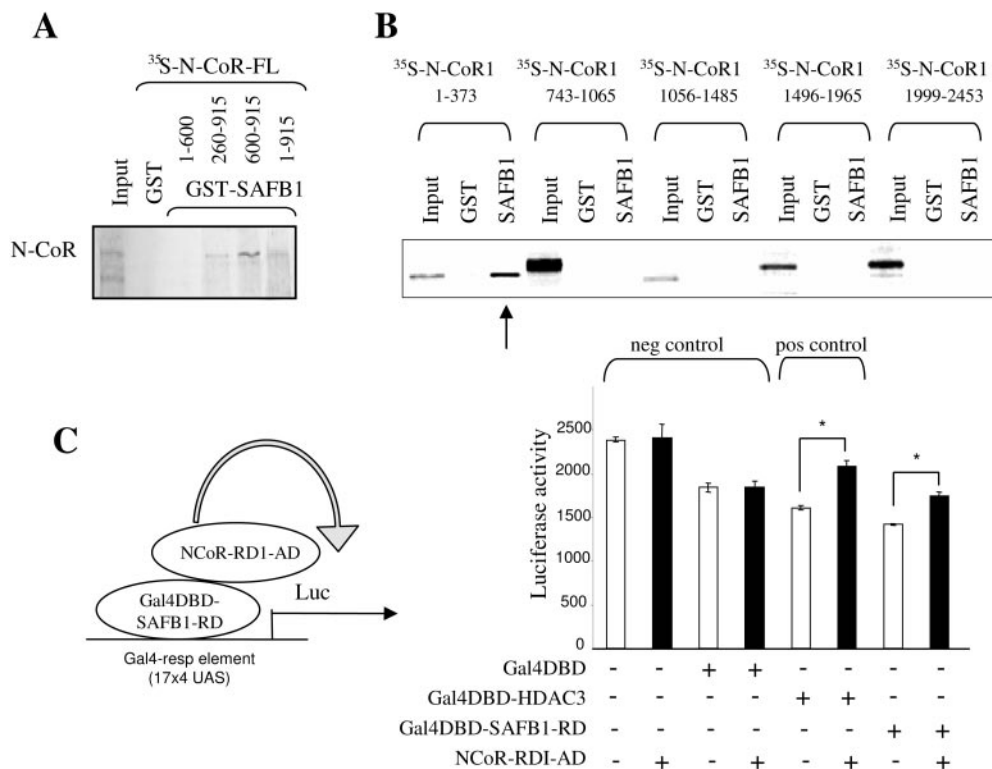 A
³⁵S-N-CoR-FL
Input
GST
1-600
260-915
600-915
1-915
GST-SAFB1
N-CoR
B
³⁵S-N-CoR1 ³⁵S-N-CoR1 ³⁵S-N-CoR1 ³⁵S-N-CoR1 ³⁵S-N-CoR1
1-373 743-1065 1056-1485 1496-1965 1999-2453
Input GST SAFB1 Input GST SAFB1 Input GST SAFB1 Input GST SAFB1 Input GST SAFB1
C
NCoR-RD1-AD
Gal4DBD-
SAFB1-RD
Luc
Gal4-resp element
(17x4 UAS)
neg control pos control
Luciferase activity
2500
2000
1500
1000
500
0
* *
Gal4DBD - - + + - - - -
Gal4DBD-HDAC3 - - - - + + - -
Gal4DBD-SAFB1-RD - - - - - - + +
NCoR-RDI-AD - + - + - + - +